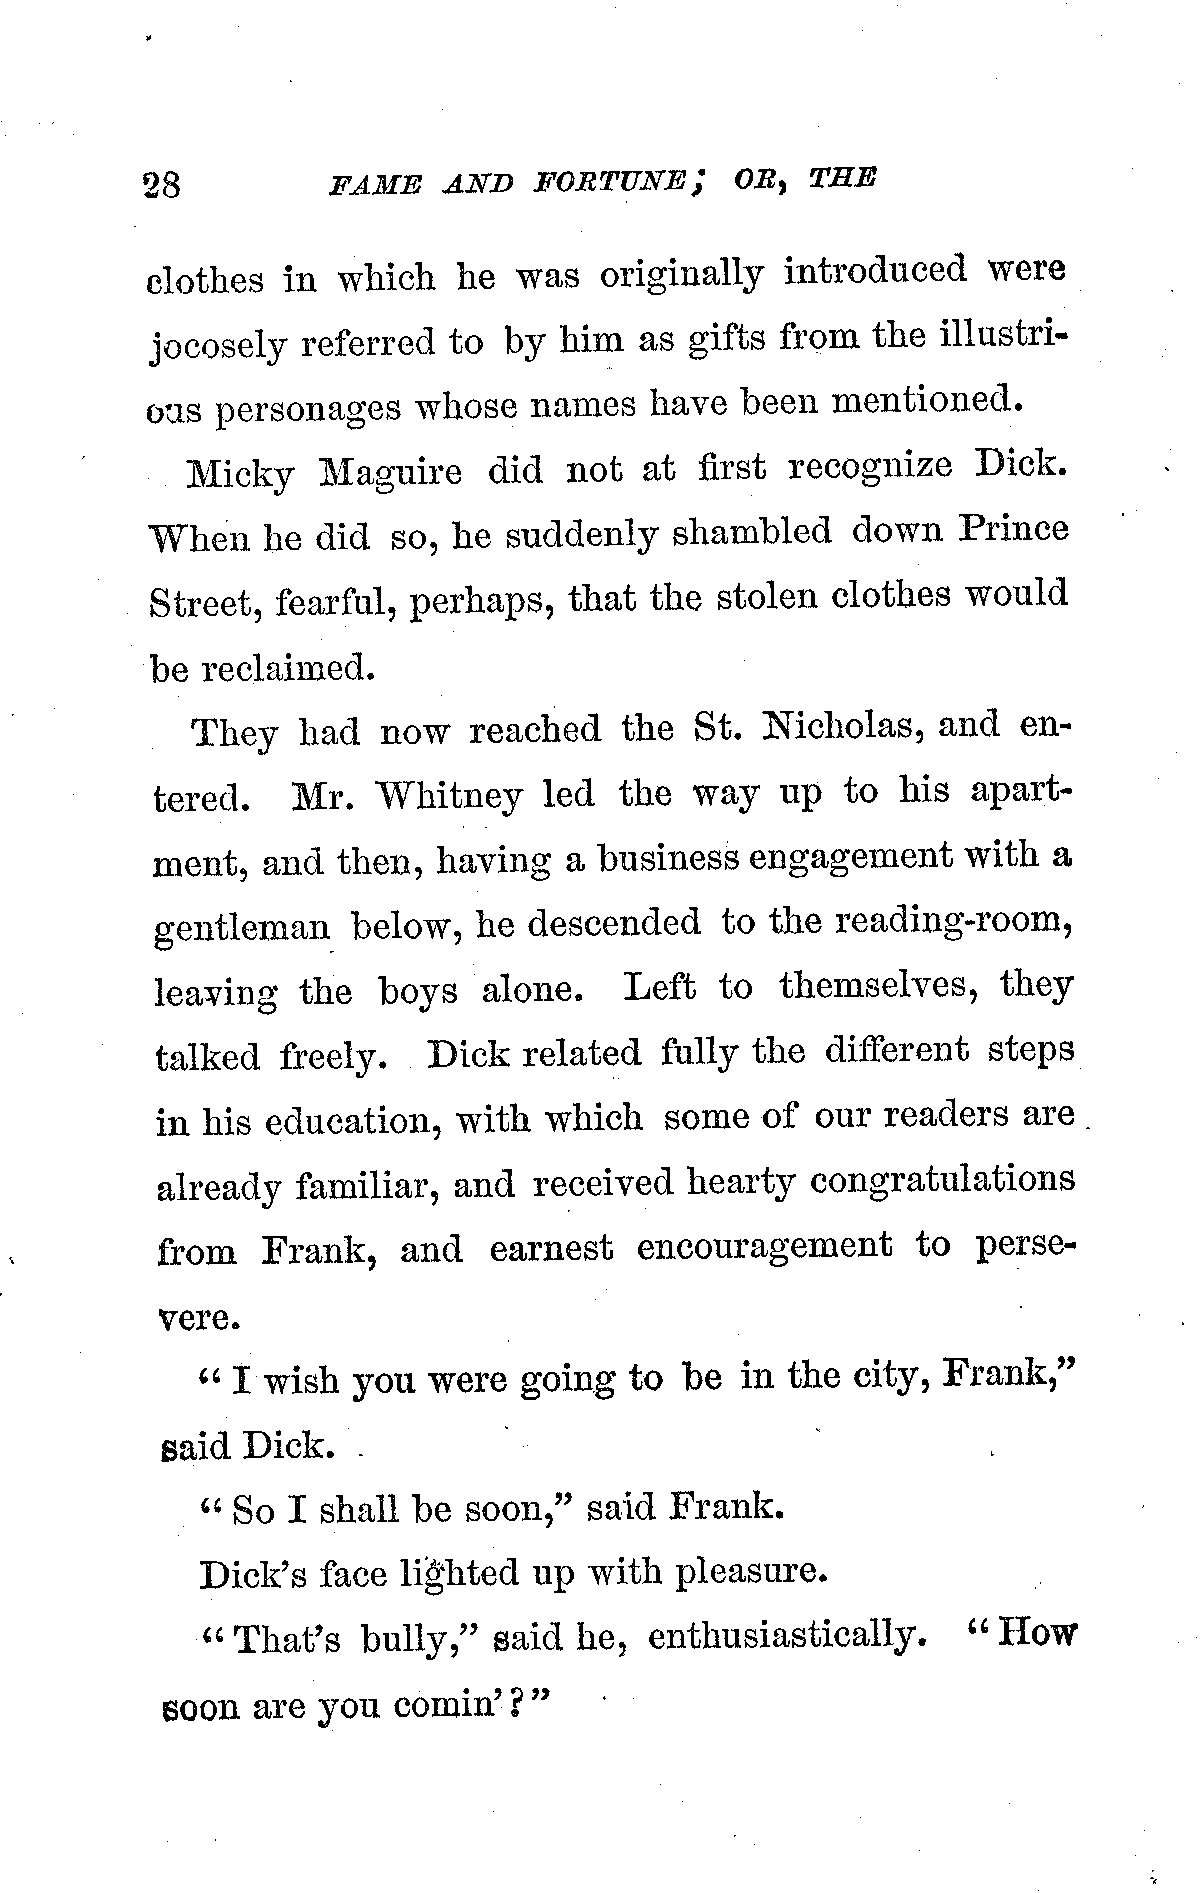 28 FAME AND FORTUNE; OR, THE
clothes in which he was originally introduced were
jocosely referred to by him as gifts from the illustri-
ous personages whose names have been mentioned.
Micky Maguire did not at first recognize Dick.
When he did so, he suddenly shambled down Prince
Street, fearful, perhaps, that the stolen clothes would
be reclaimed.
They had now reached the St. Nicholas, and en-
tered. Mr. Whitney led the way up to his apart-
ment, and then, having a business engagement with a
gentleman below, he descended to the reading-room,
leaving the boys alone. Left to themselves, they
talked freely. Dick related fully the different steps
in his education, with which some of our readers are
already familiar, and received hearty congratulations
from Frank, and earnest encouragement to perse-
vere.
“ I wish you were going to be in the city, Frank,”
said Dick.
“ So I shall be soon,” said Frank.
Dick’s face lighted up with pleasure.
“ That’s bully,” said he, enthusiastically. “ How
soon are you comin’ ? ”